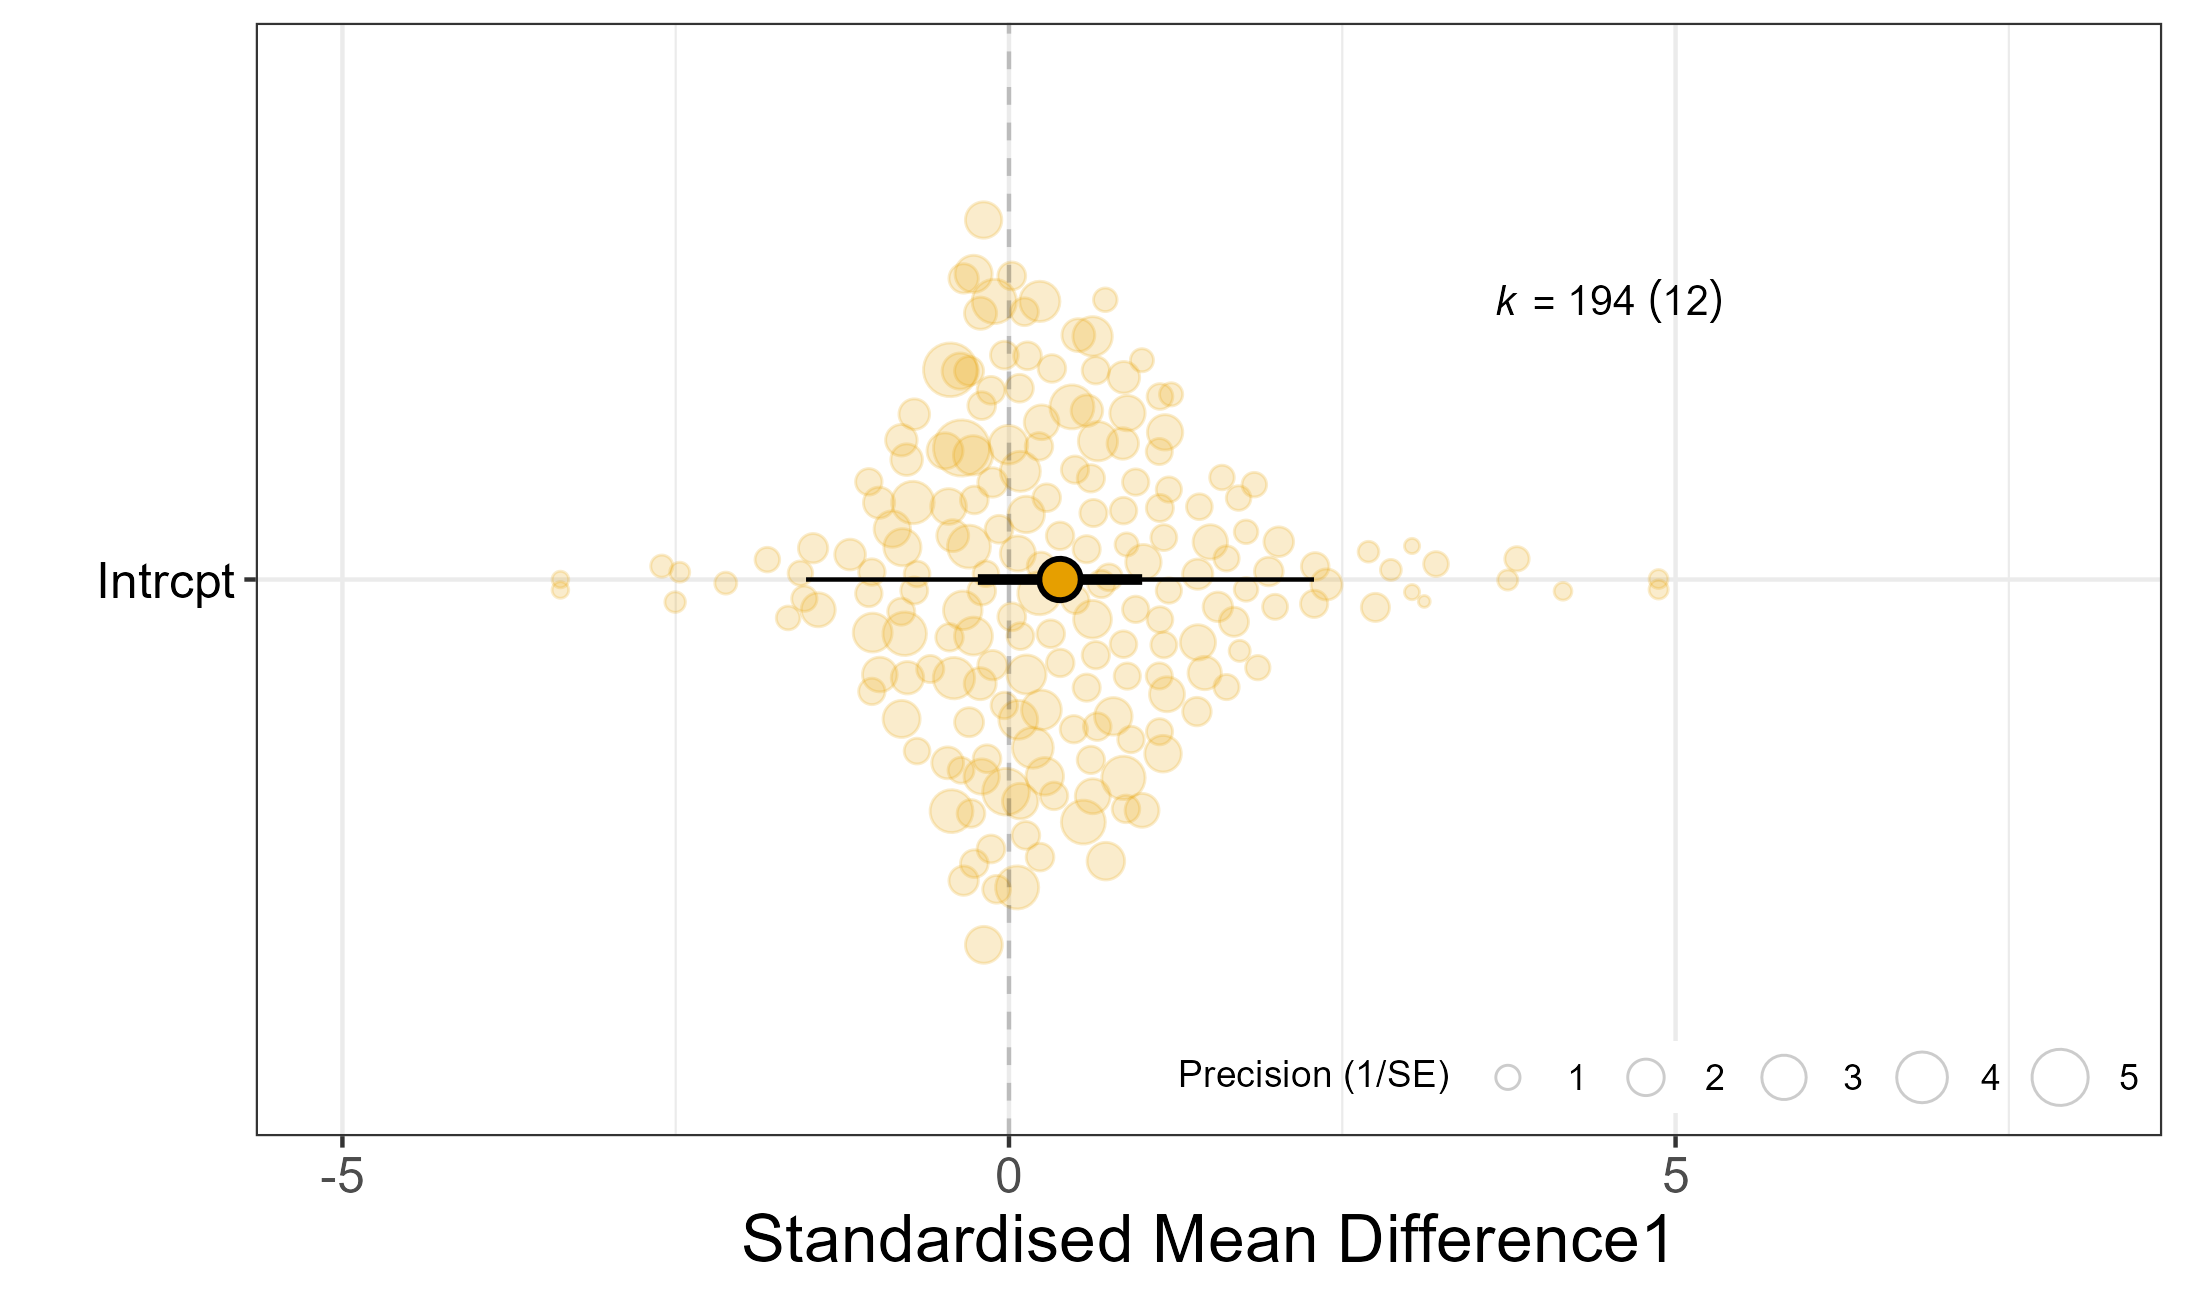 k = 194 (12)
Intrcpt
Precision (1/SE) 1 2 3 4 5
-5 0 5
Standardised Mean Difference1